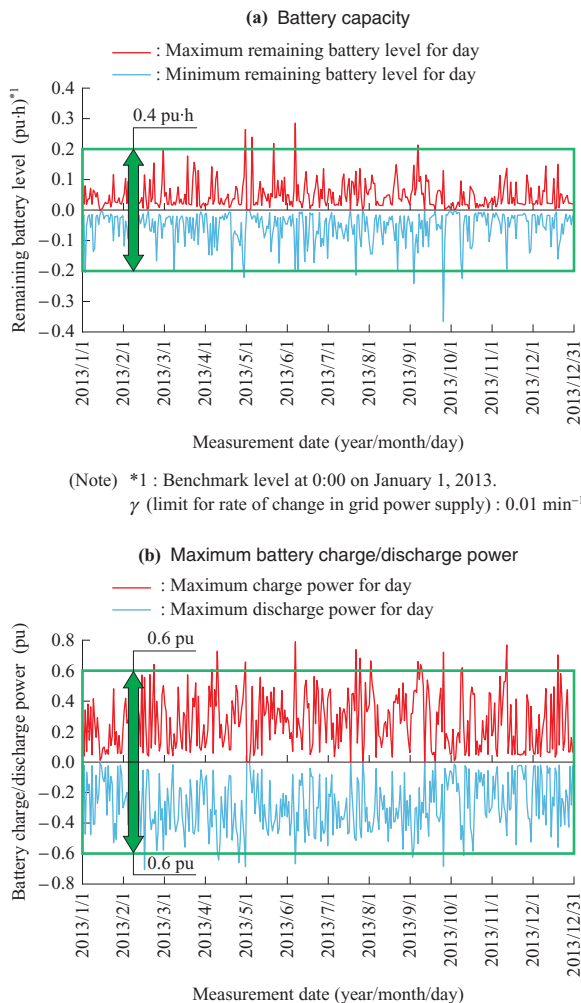 (a) Battery capacity
: Maximum remaining battery level for day
: Minimum remaining battery level for day
Remaining battery level (pu·h)*1
0.4
0.3
0.2
0.1
0.0
−0.1
−0.2
−0.3
−0.4
0.4 pu·h
2013/1/1
2013/2/1
2013/3/1
2013/4/1
2013/5/1
2013/6/1
2013/7/1
2013/8/1
2013/9/1
2013/10/1
2013/11/1
2013/12/1
2013/12/31
Measurement date (year/month/day)
(Note) *1 : Benchmark level at 0:00 on January 1, 2013.
γ (limit for rate of change in grid power supply) : 0.01 min⁻¹
(b) Maximum battery charge/discharge power
: Maximum charge power for day
: Maximum discharge power for day
Battery charge/discharge power (pu)
0.8
0.6
0.4
0.2
0.0
−0.2
−0.4
−0.6
−0.8
0.6 pu
0.6 pu
2013/1/1
2013/2/1
2013/3/1
2013/4/1
2013/5/1
2013/6/1
2013/7/1
2013/8/1
2013/9/1
2013/10/1
2013/11/1
2013/12/1
2013/12/31
Measurement date (year/month/day)